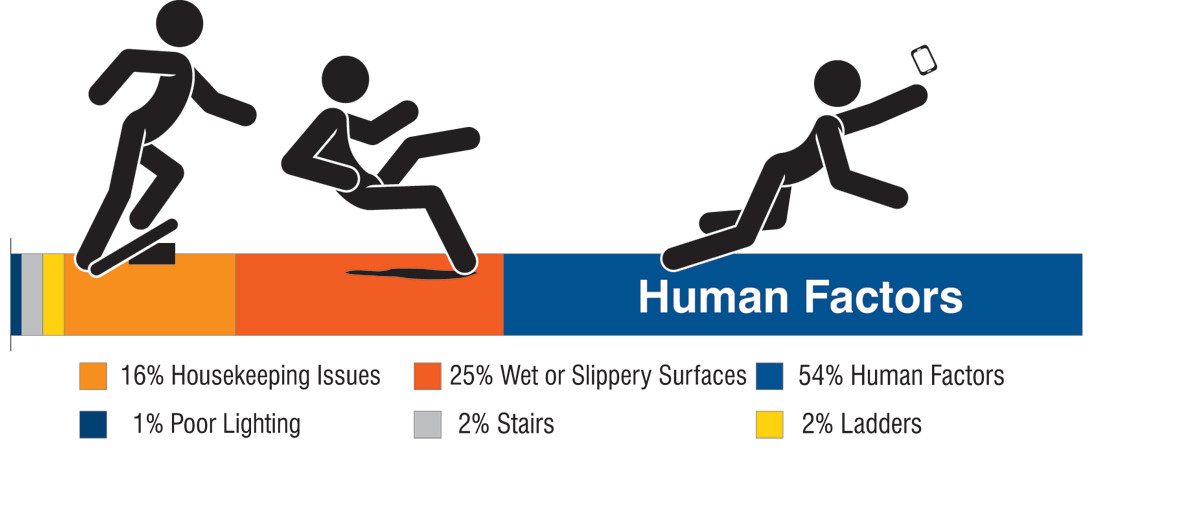 Human Factors
16% Housekeeping Issues
25% Wet or Slippery Surfaces
54% Human Factors
1% Poor Lighting
2% Stairs
2% Ladders